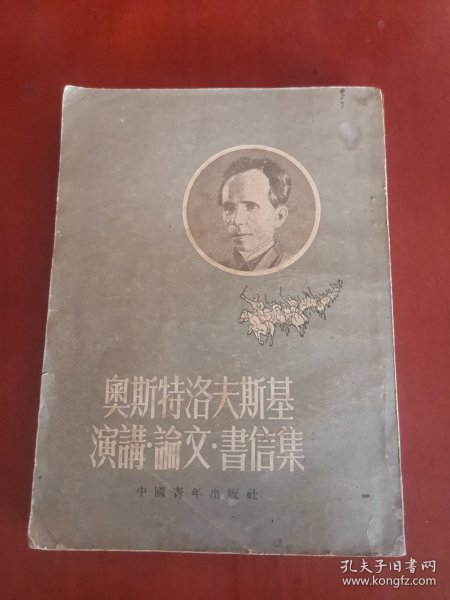 奥斯特洛夫斯基
演講·論文·書信集
中國青年出版社
孔夫子旧书网
www.kongfz.com